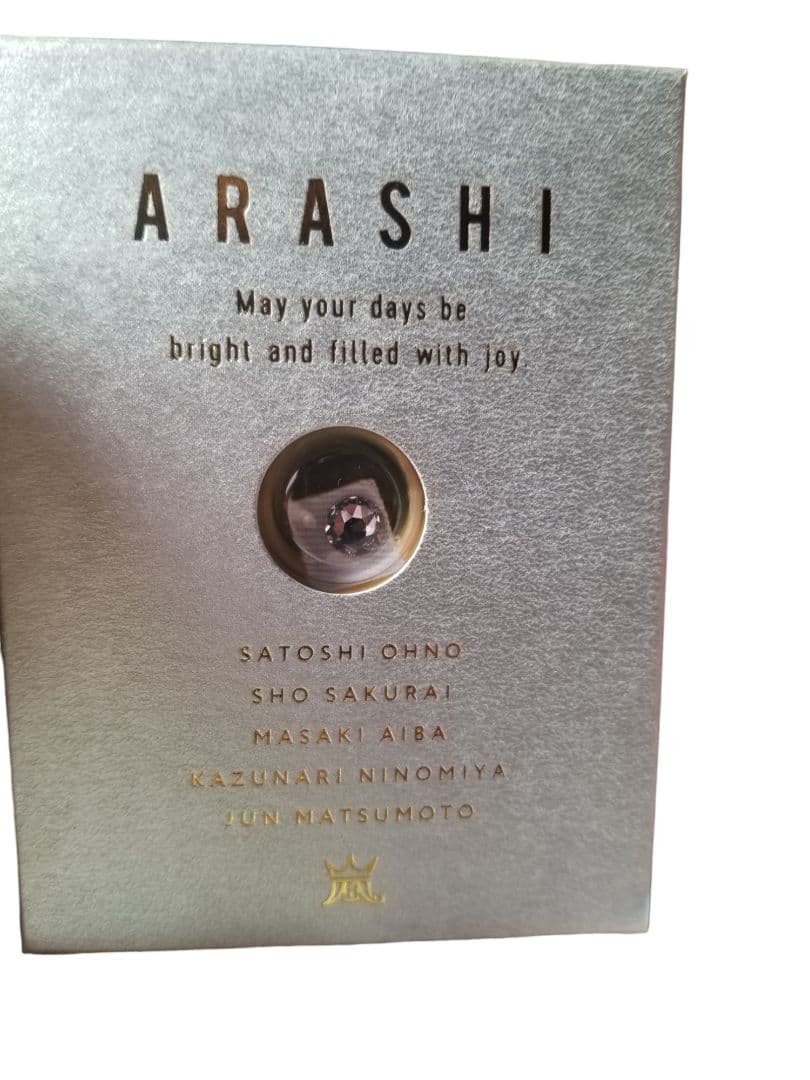 ARASHI
May your days be
bright and filled with joy.
SATOSHI OHNO
SHO SAKURAI
MASAKI AIBA
KAZUNARI NINOMIYA
JUN MATSUMOTO